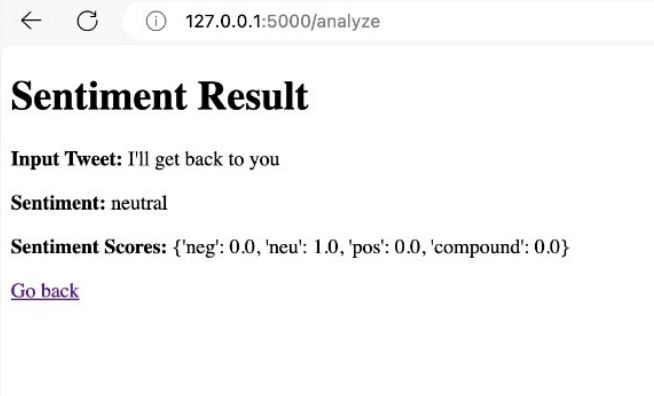 127.0.0.1:5000/analyze
Sentiment Result
Input Tweet: I'll get back to you
Sentiment: neutral
Sentiment Scores: {'neg': 0.0, 'neu': 1.0, 'pos': 0.0, 'compound': 0.0}
Go back